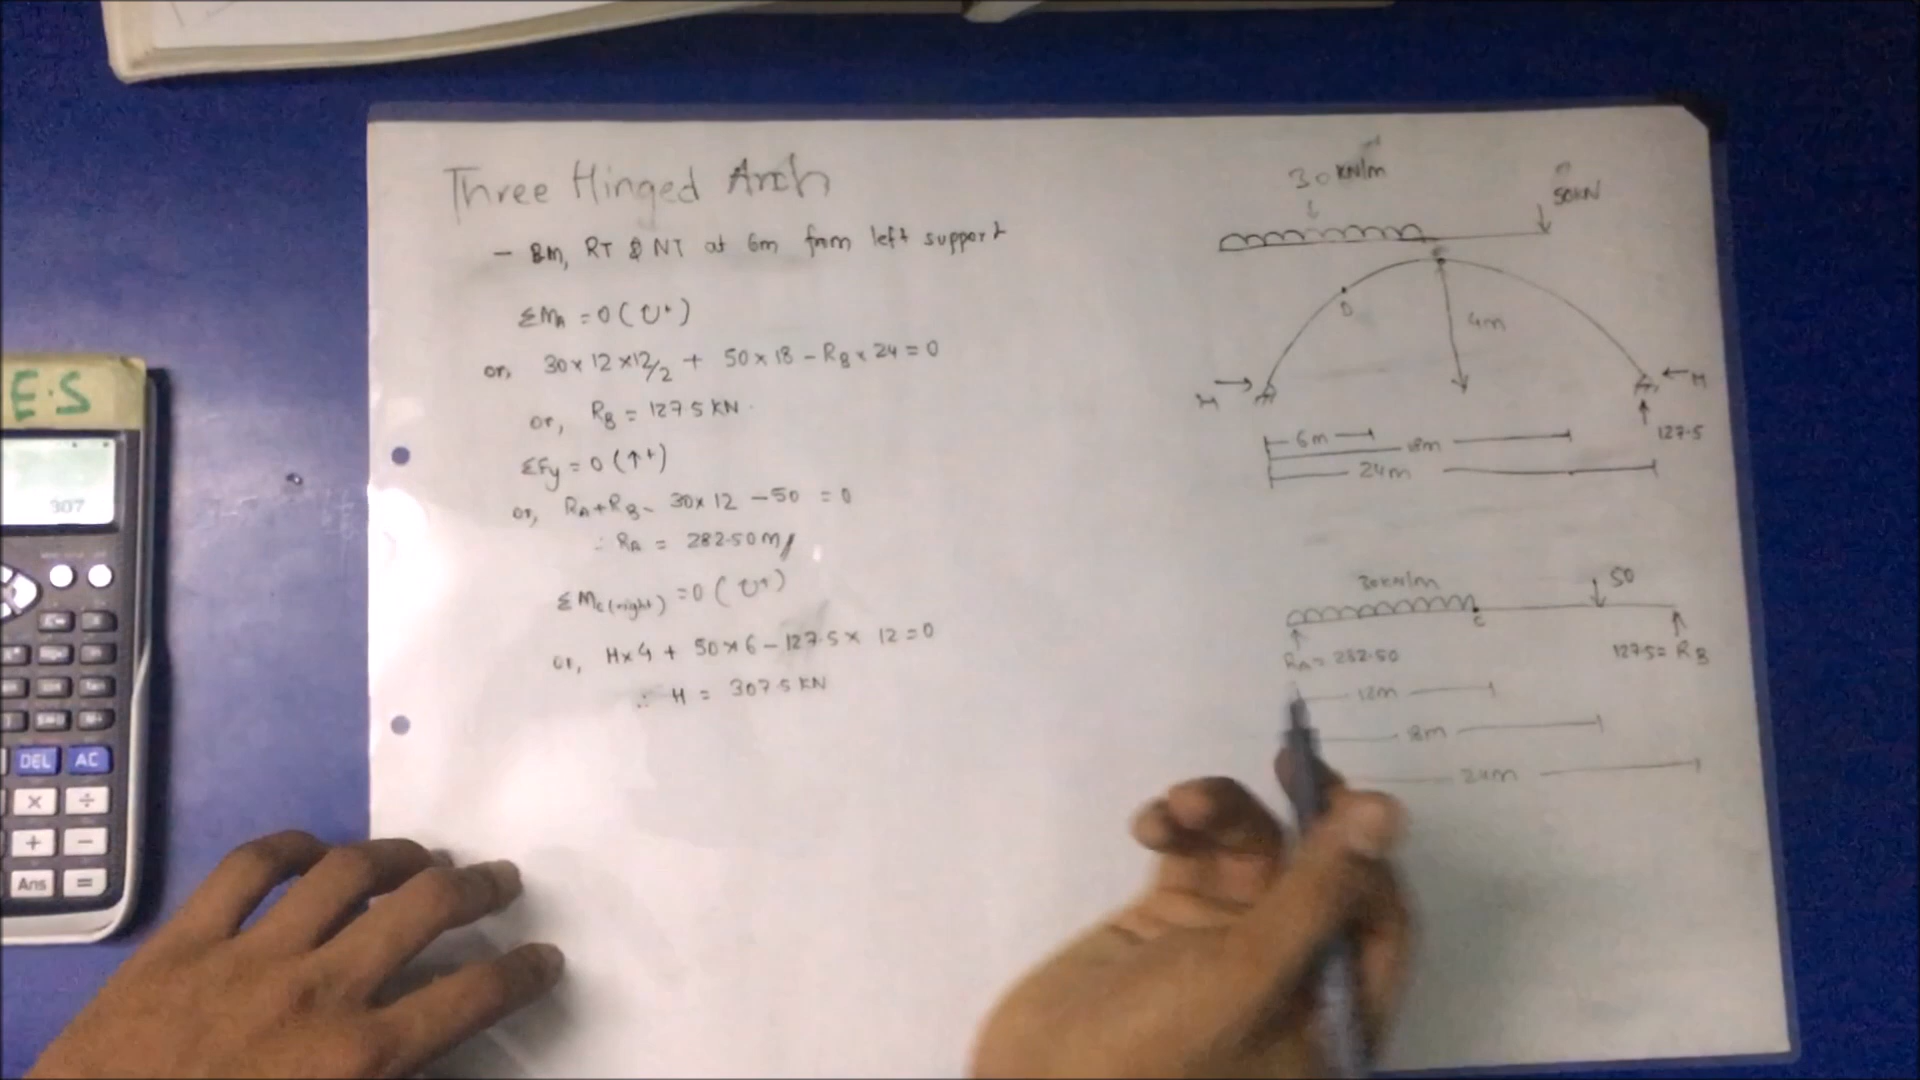 Three Hinged Arch
- BM, RT & NT at 6m from left support
ΣMA = 0 (↻+)
or, 30 × 12 × 12/2 + 50 × 18 - RB × 24 = 0
or, RB = 127.5 KN
ΣFy = 0 (↑+)
or, RA + RB - 30 × 12 - 50 = 0
∴ RA = 282.50
ΣMc(right) = 0 (↻+)
or, H × 4 + 50 × 6 - 127.5 × 12 = 0
∴ H = 307.5 KN
30 KN/m
50KN
C
D
4m
H
H
127.5
6m
18m
24m
30KN/m
50
C
RA = 282.50
127.5 = RB
12m
18m
24m
E.S
307
DEL AC
× ÷
+ -
Ans =